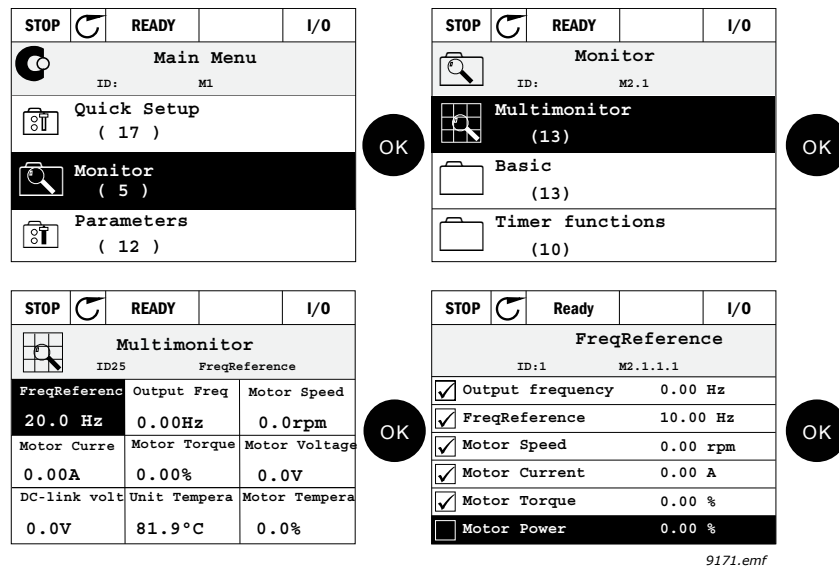 STOP READY I/O
Main Menu
ID: M1
Quick Setup
( 17 )
Monitor
( 5 )
Parameters
( 12 )
OK
STOP READY I/O
Monitor
ID: M2.1
Multimonitor
(13)
Basic
(13)
Timer functions
(10)
OK
STOP READY I/O
Multimonitor
ID25 FreqReference
FreqReferenc Output Freq Motor Speed
20.0 Hz 0.00Hz 0.0rpm
Motor Curre Motor Torque Motor Voltage
0.00A 0.00% 0.0V
DC-link volt Unit Tempera Motor Tempera
0.0V 81.9°C 0.0%
OK
STOP Ready I/O
FreqReference
ID:1 M2.1.1.1
Output frequency 0.00 Hz
FreqReference 10.00 Hz
Motor Speed 0.00 rpm
Motor Current 0.00 A
Motor Torque 0.00 %
Motor Power 0.00 %
OK
9171.emf